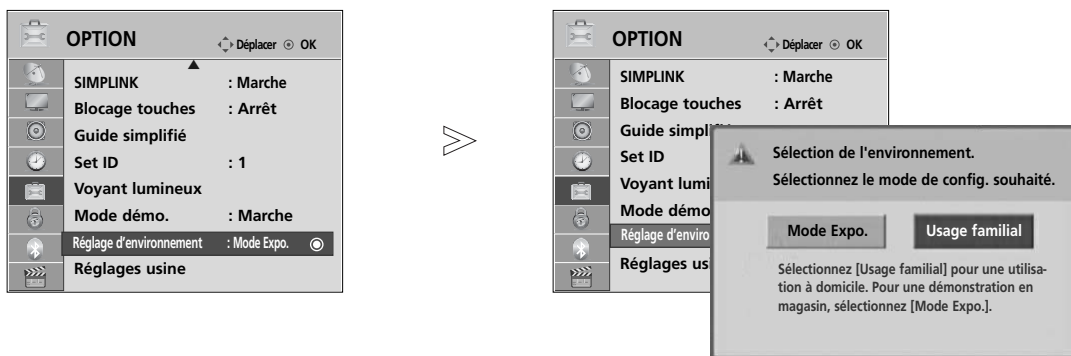 OPTION
Déplacer OK
SIMPLINK : Marche
Blocage touches : Arrêt
Guide simplifié
Set ID : 1
Voyant lumineux
Mode démo. : Marche
Réglage d'environnement : Mode Expo.
Réglages usine
OPTION
Déplacer OK
SIMPLINK : Marche
Blocage touches : Arrêt
Guide simplifié
Set ID
Voyant lumi
Mode démo
Réglage d'enviro
Réglages usi
Sélection de l'environnement.
Sélectionnez le mode de config. souhaité.
Mode Expo. Usage familial
Sélectionnez [Usage familial] pour une utilisa-
tion à domicile. Pour une démonstration en
magasin, sélectionnez [Mode Expo.].